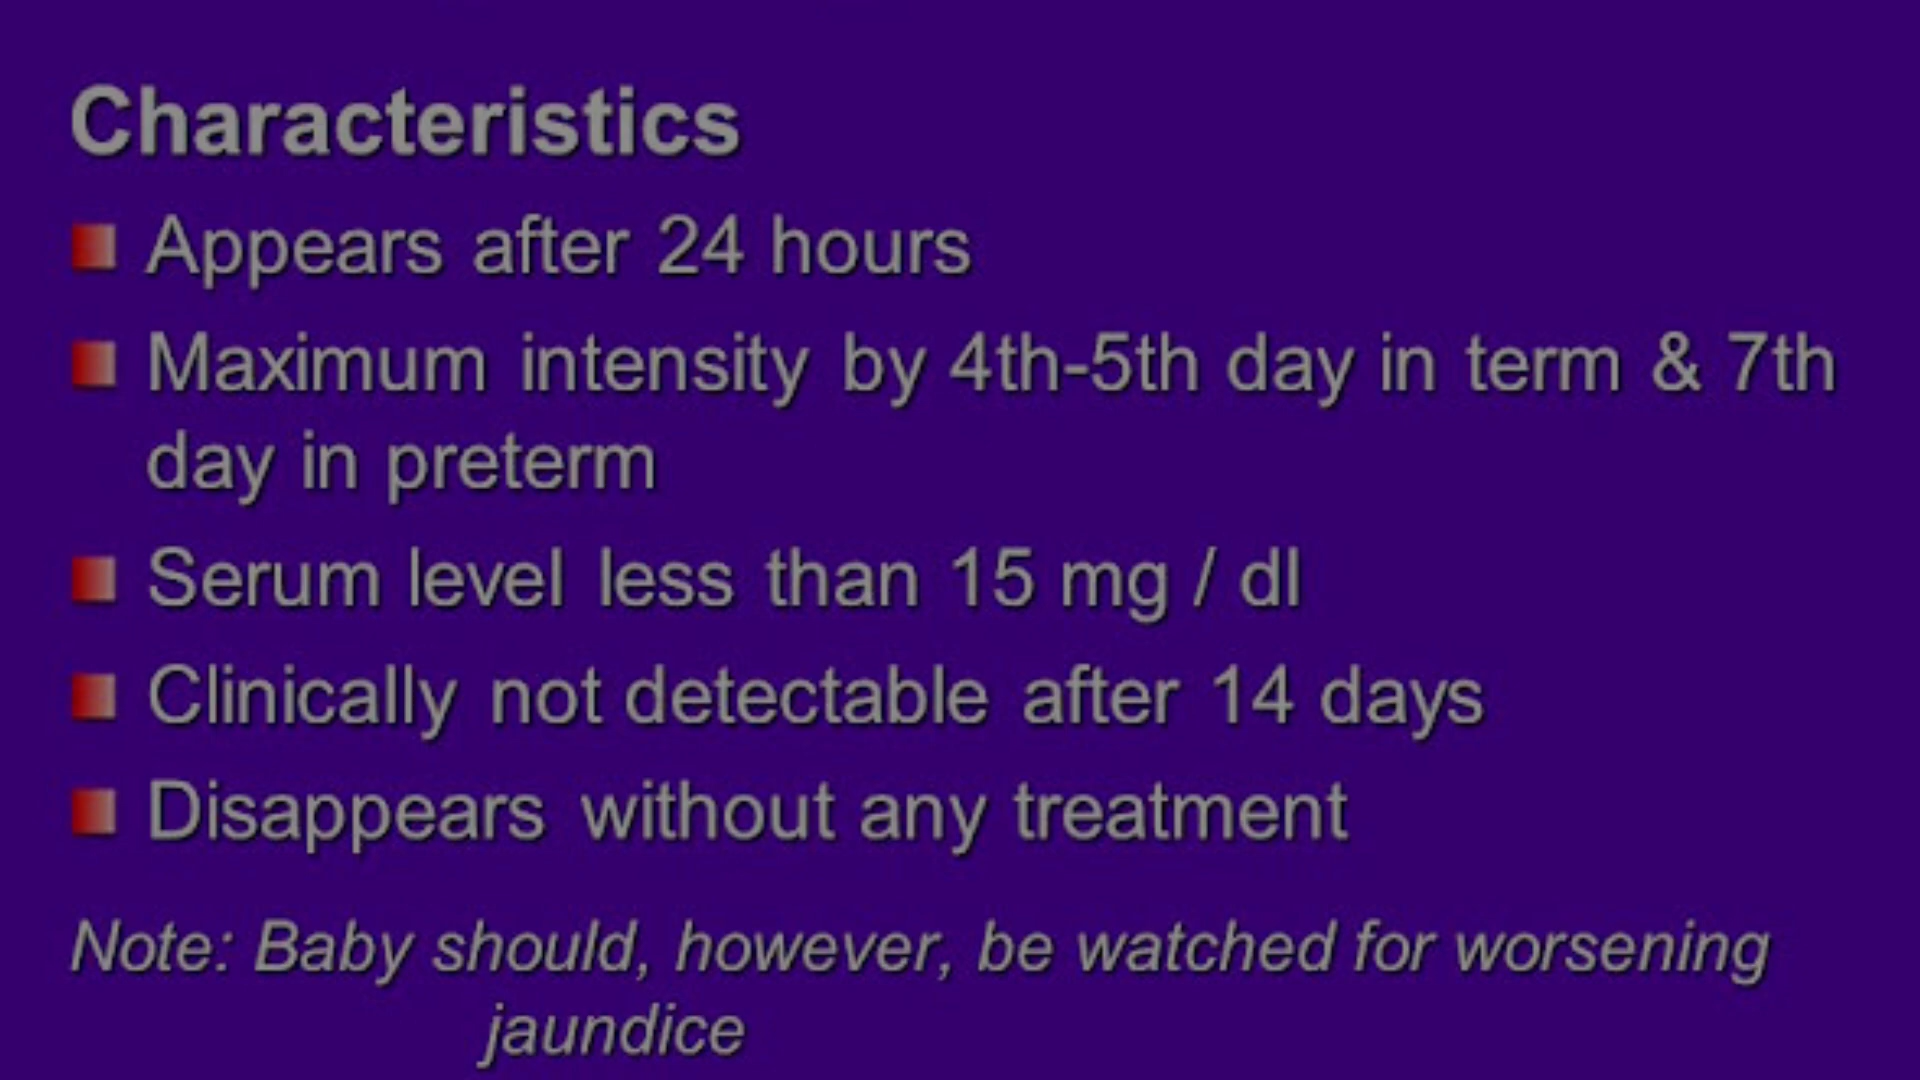 Characteristics
Appears after 24 hours
Maximum intensity by 4th-5th day in term & 7th
day in preterm
Serum level less than 15 mg / dl
Clinically not detectable after 14 days
Disappears without any treatment
Note: Baby should, however, be watched for worsening
jaundice